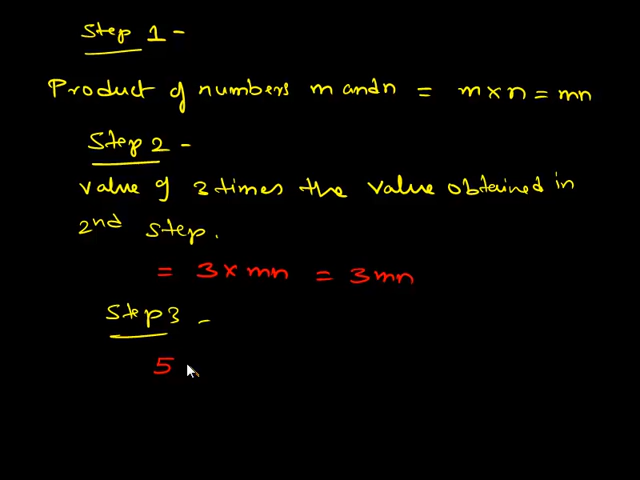 Step 1 -
Product of numbers m and n = m × n = mn
Step 2 -
value of 3 times the value obtained in
2nd step.
= 3 × mn = 3mn
Step 3 -
5